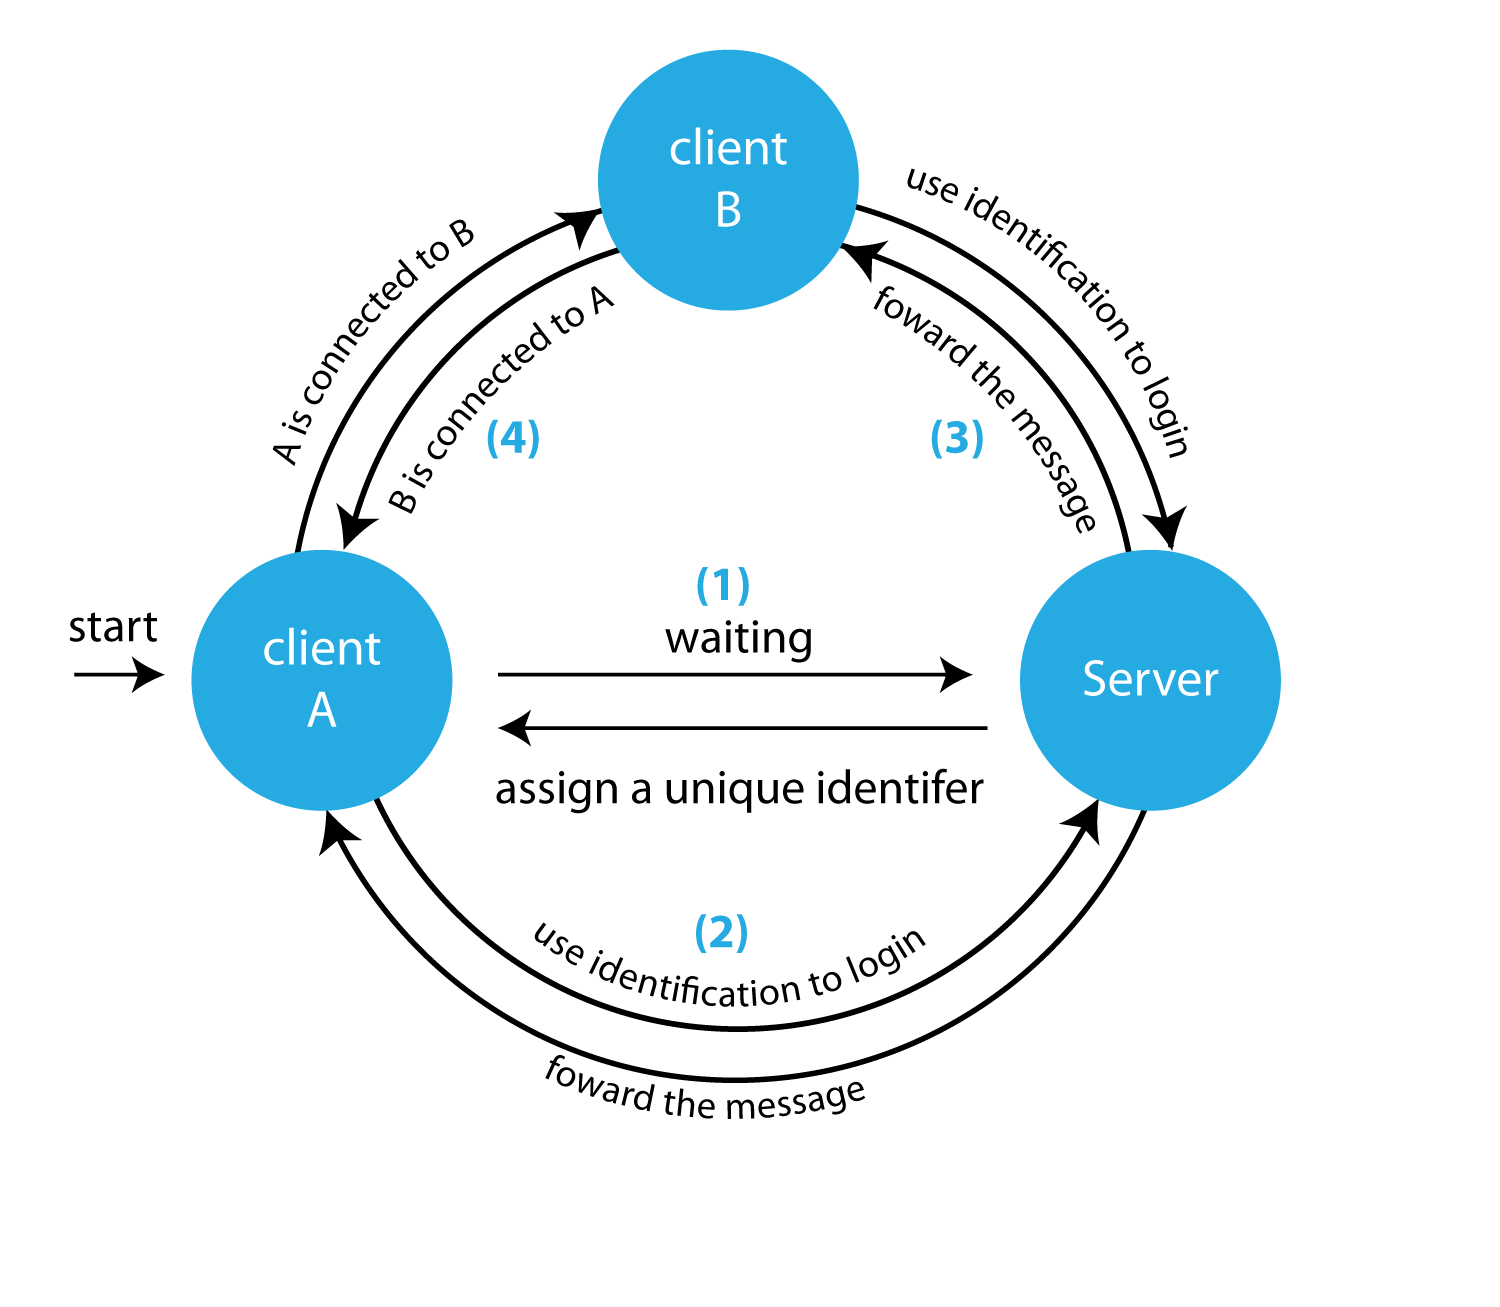 client
B
use identification to login
A is connected to B
B is connected to A
foward the message
(4)
(3)
(1)
start
waiting
client
A
Server
assign a unique identifer
(2)
use identification to login
foward the message